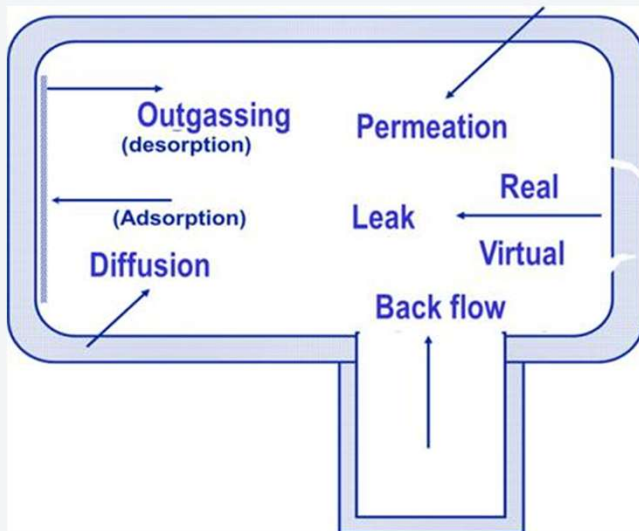 Outgassing
(desorption)
Permeation
(Adsorption)
Leak
Real
Virtual
Diffusion
Back flow